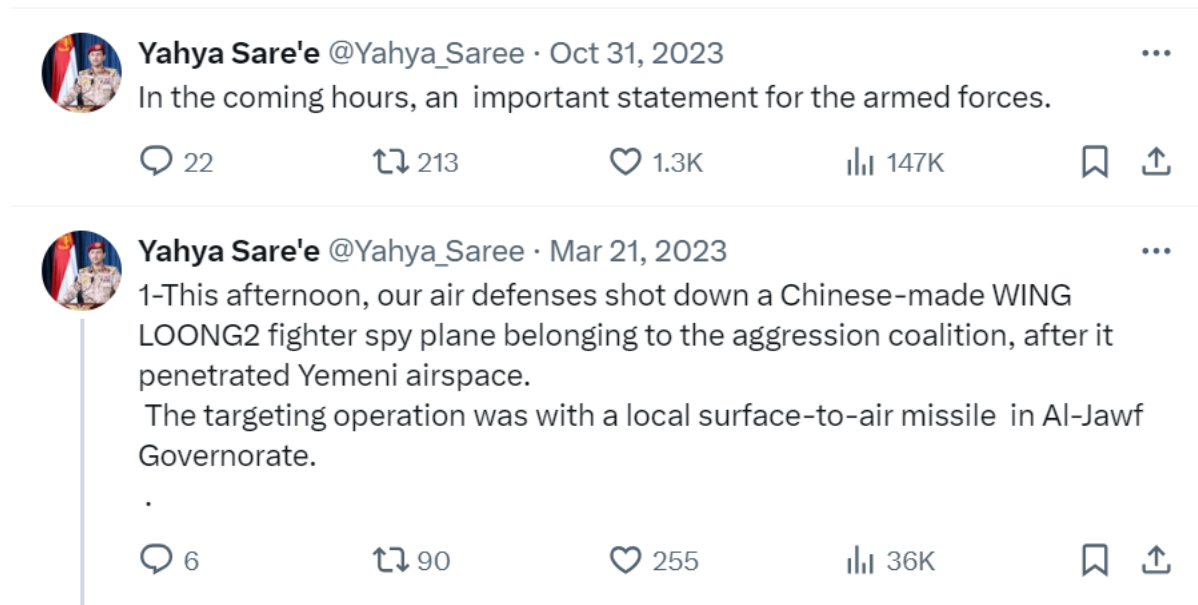 Yahya Sare'e @Yahya_Saree · Oct 31, 2023
In the coming hours, an  important statement for the armed forces.
22 213 1.3K 147K
Yahya Sare'e @Yahya_Saree · Mar 21, 2023
1-This afternoon, our air defenses shot down a Chinese-made WING
LOONG2 fighter spy plane belonging to the aggression coalition, after it
penetrated Yemeni airspace.
The targeting operation was with a local surface-to-air missile  in Al-Jawf
Governorate.
.
6 90 255 36K